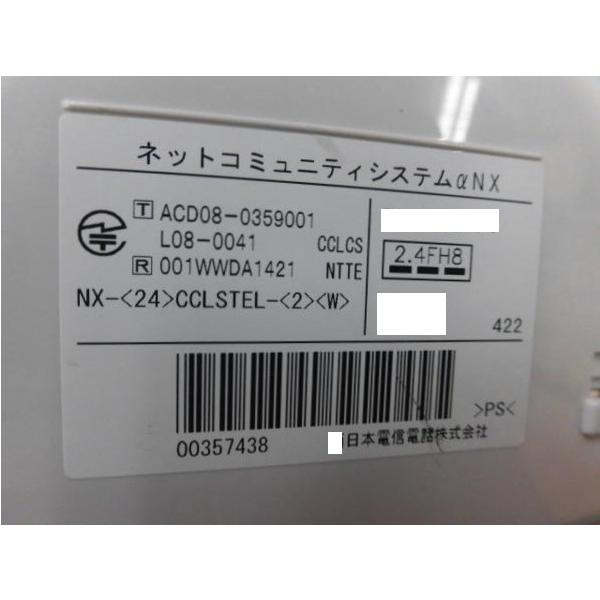 ネットコミュニティシステムαNX
T ACD08-0359001
L08-0041 CCLCS
R 001WWDA1421 NTTE
2.4FH8
NX-<24>CCLSTEL-<2><W>
422
>PS<
00357438
日本電信電話株式会社